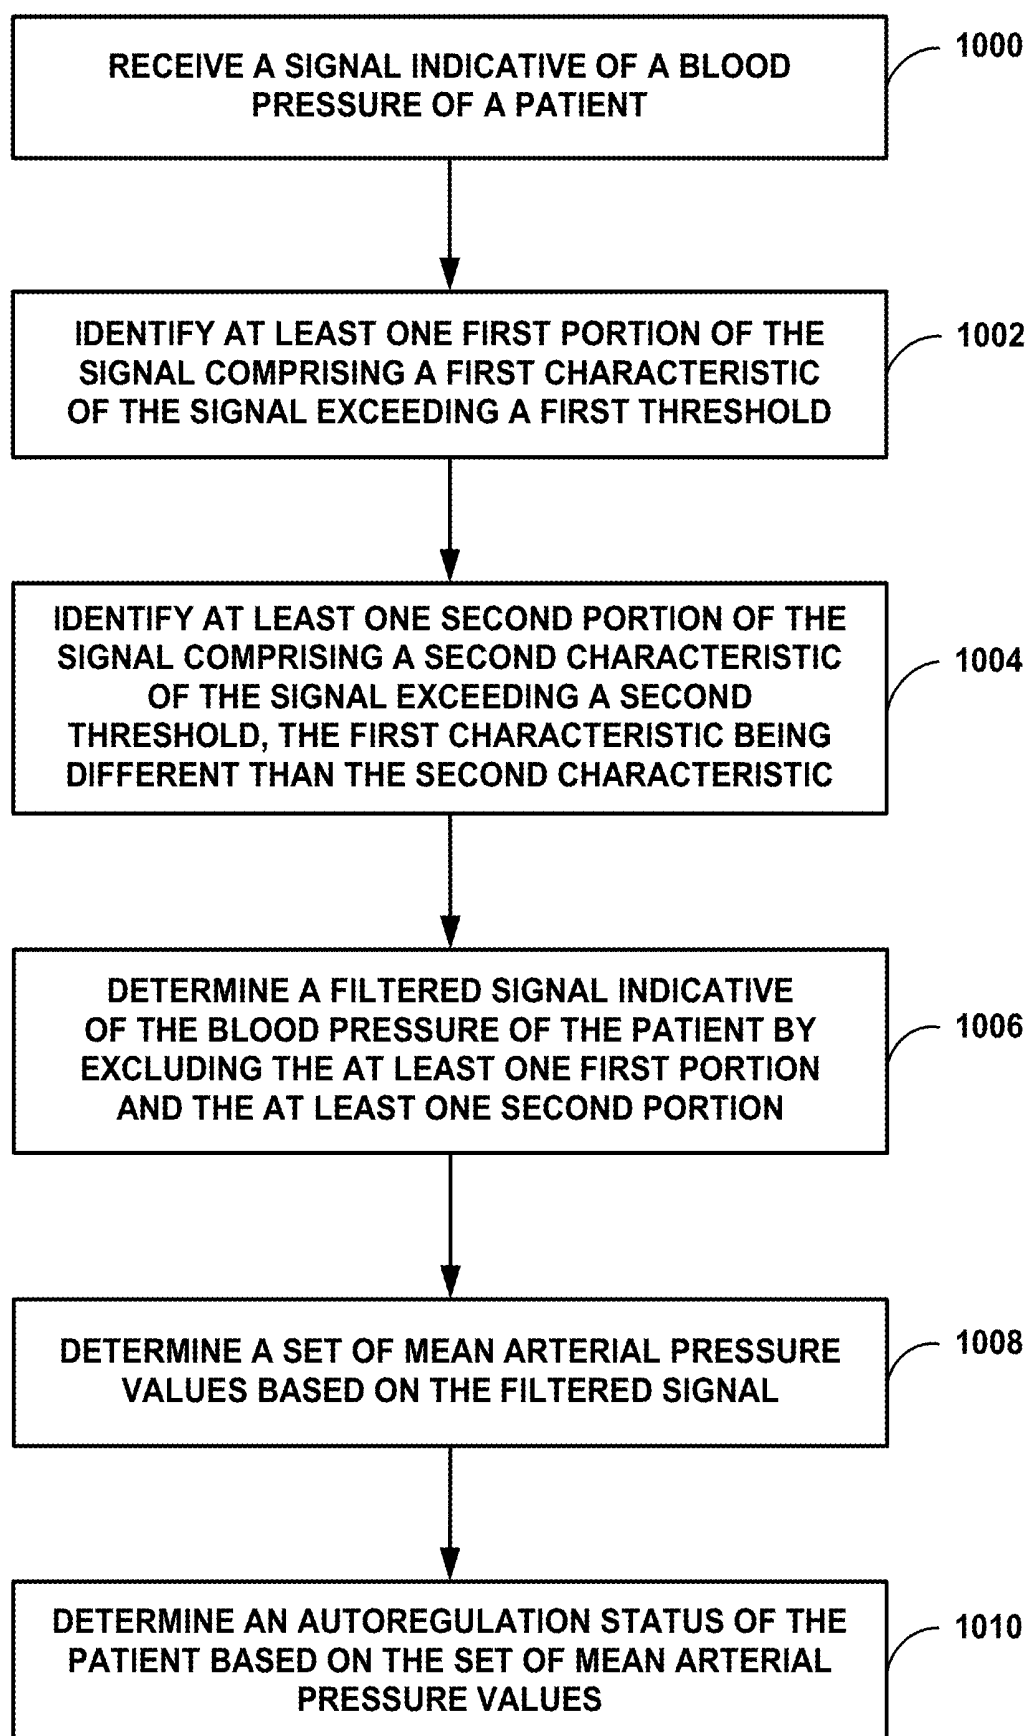 RECEIVE A SIGNAL INDICATIVE OF A BLOOD
PRESSURE OF A PATIENT
1000
IDENTIFY AT LEAST ONE FIRST PORTION OF THE
SIGNAL COMPRISING A FIRST CHARACTERISTIC
OF THE SIGNAL EXCEEDING A FIRST THRESHOLD
1002
IDENTIFY AT LEAST ONE SECOND PORTION OF THE
SIGNAL COMPRISING A SECOND CHARACTERISTIC
OF THE SIGNAL EXCEEDING A SECOND
THRESHOLD, THE FIRST CHARACTERISTIC BEING
DIFFERENT THAN THE SECOND CHARACTERISTIC
1004
DETERMINE A FILTERED SIGNAL INDICATIVE
OF THE BLOOD PRESSURE OF THE PATIENT BY
EXCLUDING THE AT LEAST ONE FIRST PORTION
AND THE AT LEAST ONE SECOND PORTION
1006
DETERMINE A SET OF MEAN ARTERIAL PRESSURE
VALUES BASED ON THE FILTERED SIGNAL
1008
DETERMINE AN AUTOREGULATION STATUS OF THE
PATIENT BASED ON THE SET OF MEAN ARTERIAL
PRESSURE VALUES
1010